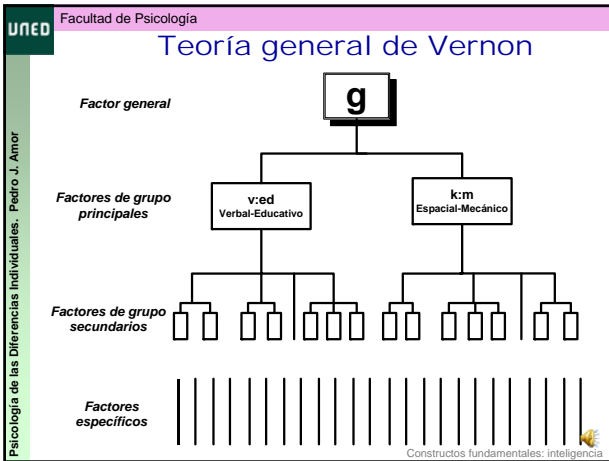 UNED
Facultad de Psicología
Teoría general de Vernon
Factor general
g
Factores de grupo
principales
v:ed
Verbal-Educativo
k:m
Espacial-Mecánico
Factores de grupo
secundarios
Factores
específicos
Psicología de las Diferencias Individuales. Pedro J. Amor
Constructos fundamentales: inteligencia